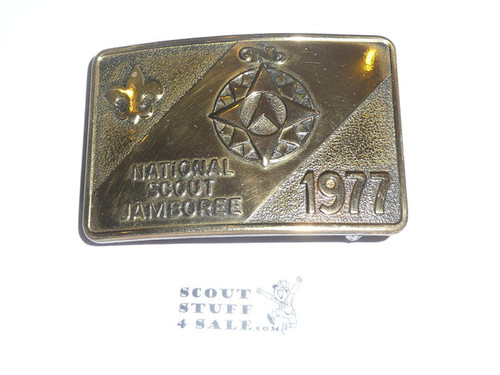 N
NATIONAL
SCOUT
JAMBOREE
1977
SCOUT
STUFF
4 SALE.COM